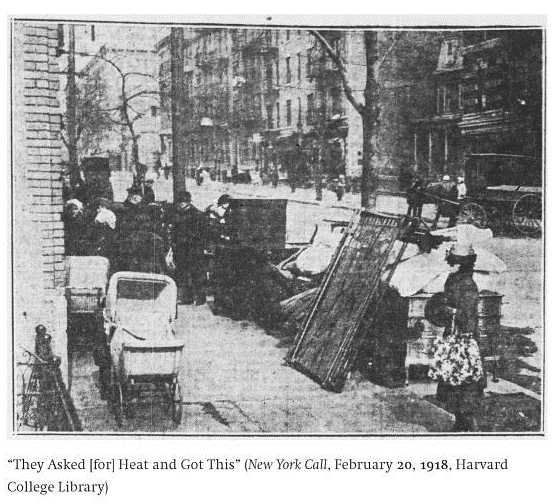 “They Asked [for] Heat and Got This” (New York Call, February 20, 1918, Harvard
College Library)